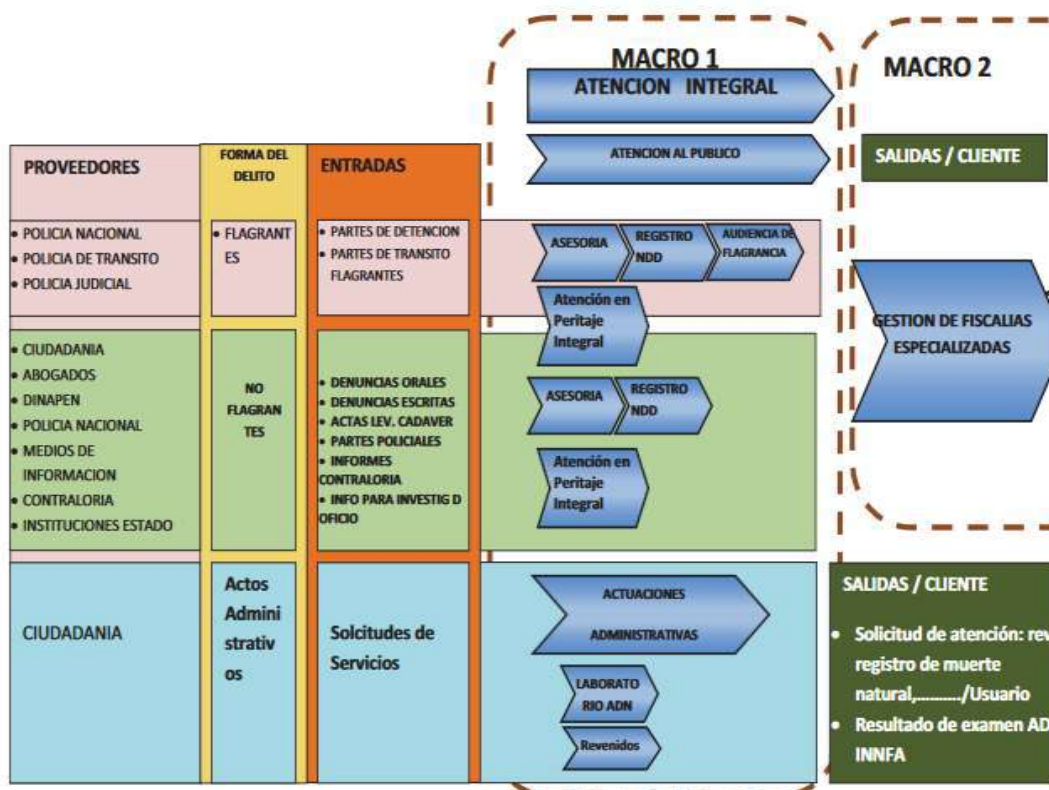 MACRO 1
ATENCION INTEGRAL
ATENCION AL PUBLICO
MACRO 2
SALIDAS / CLIENTE
PROVEEDORES
FORMA DEL
DELITO
ENTRADAS
• POLICIA NACIONAL
• POLICIA DE TRANSITO
• POLICIA JUDICIAL
• FLAGRANT
ES
• PARTES DE DETENCION
• PARTES DE TRANSITO
FLAGRANTES
ASESORIA
REGISTRO
NDD
AUDIENCIA DE
FLAGRANCIA
Atención en
Peritaje
Integral
GESTION DE FISCALIAS
ESPECIALIZADAS
• CIUDADANIA
• ABOGADOS
• DINAPEN
• POLICIA NACIONAL
• MEDIOS DE
INFORMACION
• CONTRALORIA
• INSTITUCIONES ESTADO
NO
FLAGRAN
TES
• DENUNCIAS ORALES
• DENUNCIAS ESCRITAS
• ACTAS LEV. CADAVER
• PARTES POLICIALES
• INFORMES
CONTRALORIA
• INFO PARA INVESTIG D
OFICIO
ASESORIA
REGISTRO
NDD
Atención en
Peritaje
Integral
CIUDADANIA
Actos
Admini
strativ
os
Solcitudes de
Servicios
ACTUACIONES
ADMINISTRATIVAS
LABORATO
RIO ADN
Revenidos
SALIDAS / CLIENTE
• Solicitud de atención: rev
registro de muerte
natural,………./Usuario
• Resultado de examen AD
INNFA